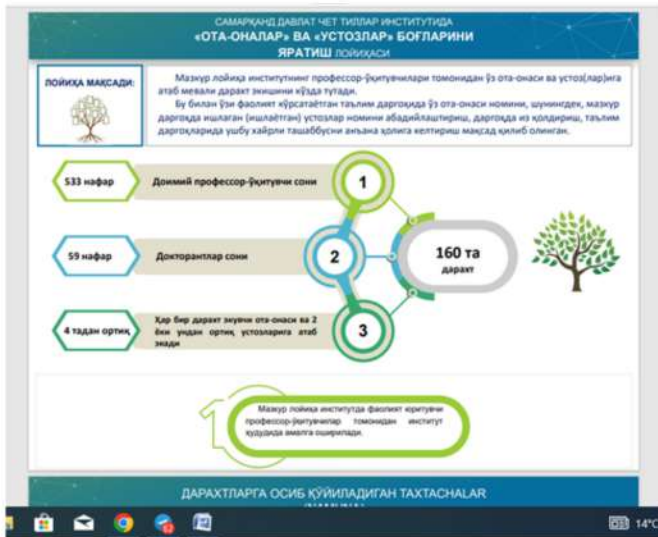 САМАРҚАНД ДАВЛАТ ЧЕТ ТИЛЛАР ИНСТИТУТИДА
«ОТА-ОНАЛАР» ВА «УСТОЗЛАР» БОҒЛАРИНИ
ЯРАТИШ ЛОЙИҲАСИ
ЛОЙИҲА МАҚСАДИ:
Мазкур лойиҳа институтнинг профессор-ўқитувчилари томонидан ўз ота-онаси ва устоз(лар)ига
атаб мевали дарахт экишини кўзда тутади.
Бу билан ўзи фаолият кўрсатаётган таълим даргоҳида ўз ота-онаси номини, шунингдек, мазкур
даргоҳда ишлаган (ишлаётган) устозлар номини абадийлаштириш, даргоҳда из қолдириш, таълим
даргоҳларида ушбу хайрли ташаббусни анъана ҳолига келтириш мақсад қилиб олинган.
533 нафар
Доимий профессор-ўқитувчи сони
1
59 нафар
Докторантлар сони
2
160 та
дарахт
4 тадан ортиқ
Ҳар бир дарахт экувчи ота-онаси ва 2
ёки ундан ортиқ устозларига атаб
экади
3
1
Мазкур лойиҳа институтда фаолият юритувчи
профессор-ўқитувчилар томонидан институт
ҳудудида амалга оширилади.
ДАРАХТЛАРГА ОСИБ ҚЎЙИЛАДИГАН ТАХТАCHALAR
14°C